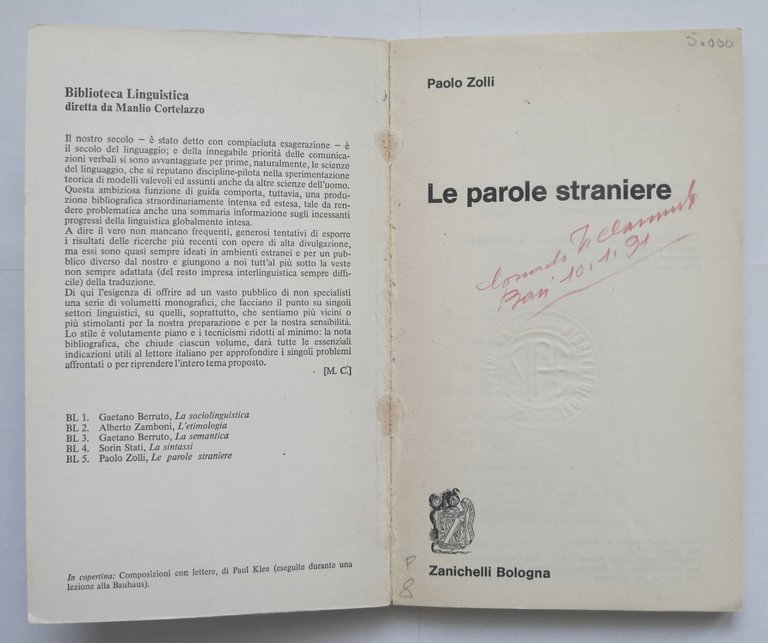 Biblioteca Linguistica
diretta da Manlio Cortelazzo
Il nostro secolo – è stato detto con compiaciuta esagerazione – è
il secolo del linguaggio; e della innegabile priorità delle comunica-
zioni verbali si sono avvantaggiate per prime, naturalmente, le scienze
del linguaggio, che si reputano discipline-pilota nella sperimentazione
teorica di modelli valevoli ed assunti anche da altre scienze dell'uomo.
Questa ambiziosa funzione di guida comporta, tuttavia, una produ-
zione bibliografica straordinariamente intensa ed estesa, tale da ren-
dere problematica anche una sommaria informazione sugli incessanti
progressi della linguistica globalmente intesa.
A dire il vero non mancano frequenti, generosi tentativi di esporre
i risultati delle ricerche più recenti con opere di alta divulgazione,
ma essi sono quasi sempre ideati in ambienti estranei e per un pub-
blico diverso dal nostro e giungono a noi tutt'al più sotto la veste
non sempre adattata (del resto impresa interlinguistica sempre diffi-
cile) della traduzione.
Di qui l'esigenza di offrire ad un vasto pubblico di non specialisti
una serie di volumetti monografici, che facciano il punto su singoli
settori linguistici, su quelli, soprattutto, che sentiamo più vicini o
più stimolanti per la nostra preparazione e per la nostra sensibilità.
Lo stile è volutamente piano e i tecnicismi ridotti al minimo: la nota
bibliografica, che chiude ciascun volume, darà tutte le essenziali
indicazioni utili al lettore italiano per approfondire i singoli problemi
affrontati o per riprendere l'intero tema proposto.
[M. C.]
BL 1. Gaetano Berruto, La sociolinguistica
BL 2. Alberto Zamboni, L'etimologia
BL 3. Gaetano Berruto, La semantica
BL 4. Sorin Stati, La sintassi
BL 5. Paolo Zolli, Le parole straniere
In copertina: Composizioni con lettere, di Paul Klee (eseguite durante una
lezione alla Bauhaus).
5.000
Paolo Zolli
Le parole straniere
Bari 10.1.91
P
8
Zanichelli Bologna